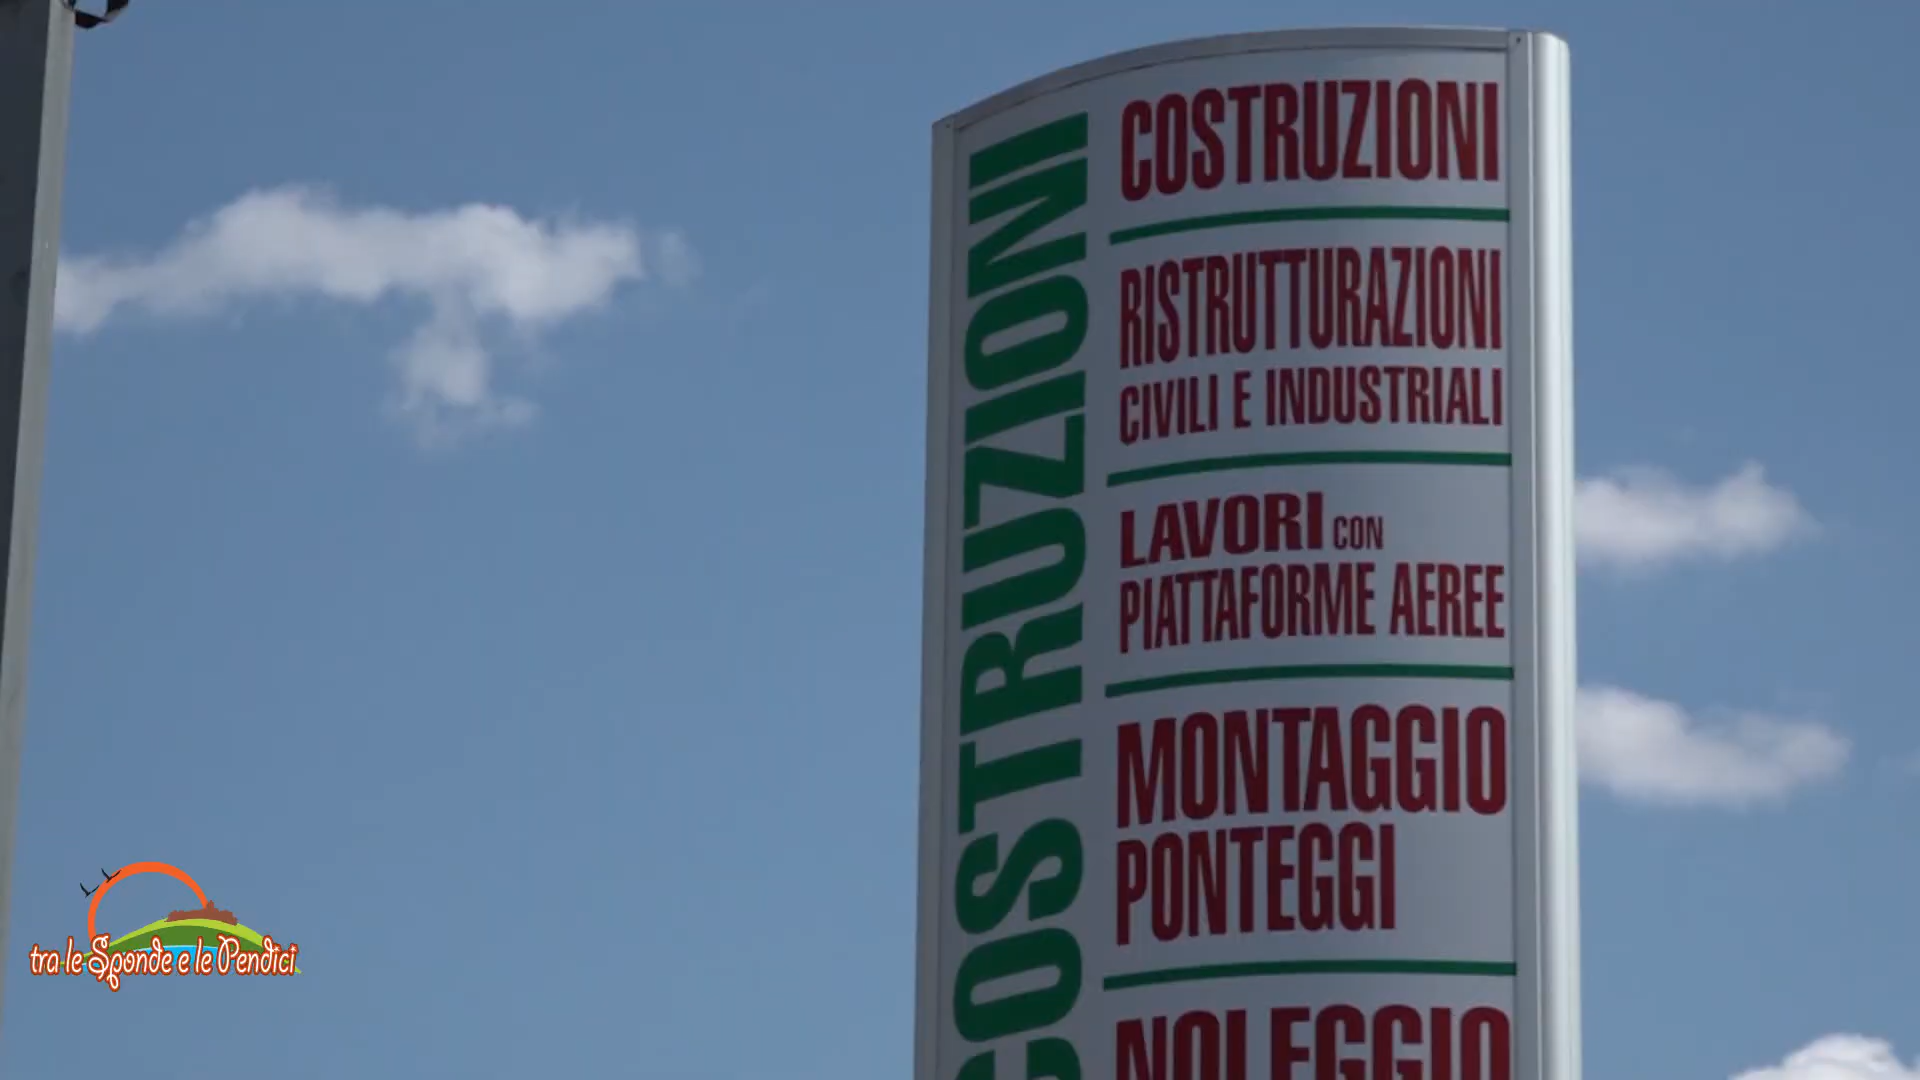 COSTRUZIONI
COSTRUZIONI
RISTRUTTURAZIONI
CIVILI E INDUSTRIALI
LAVORI CON
PIATTAFORME AEREE
MONTAGGIO
PONTEGGI
NOLEGGIO
tra le Sponde e le Pendici